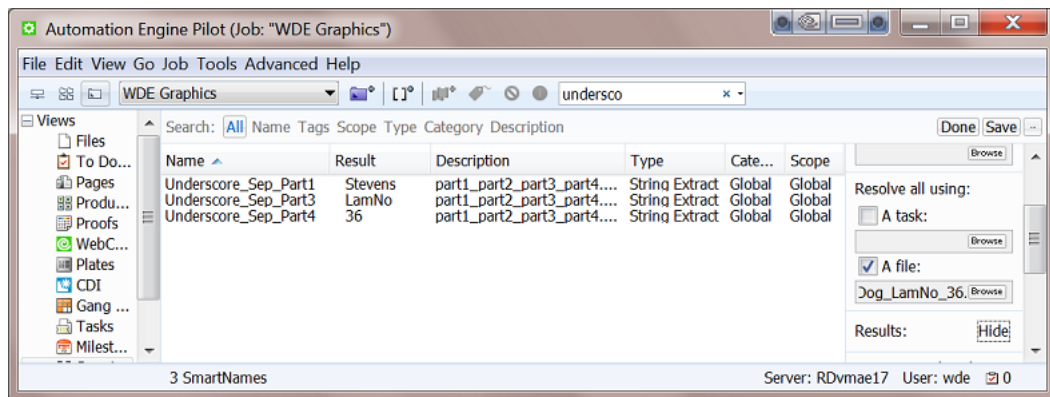 Automation Engine Pilot (Job: "WDE Graphics")
File Edit View Go Job Tools Advanced Help
WDE Graphics undersco
Views
Files
To Do...
Pages
Produ...
Proofs
WebC...
Plates
CDI
Gang ...
Tasks
Milest...
Search: All Name Tags Scope Type Category Description Done Save ...
Name Result Description Type Cate... Scope
Underscore_Sep_Part1 Stevens part1_part2_part3_part4.... String Extract Global Global
Underscore_Sep_Part3 LamNo part1_part2_part3_part4.... String Extract Global Global
Underscore_Sep_Part4 36 part1_part2_part3_part4.... String Extract Global Global
Browse
Resolve all using:
A task:
Browse
A file:
Dog_LamNo_36. Browse
Results: Hide
3 SmartNames Server: RDvmae17 User: wde 0